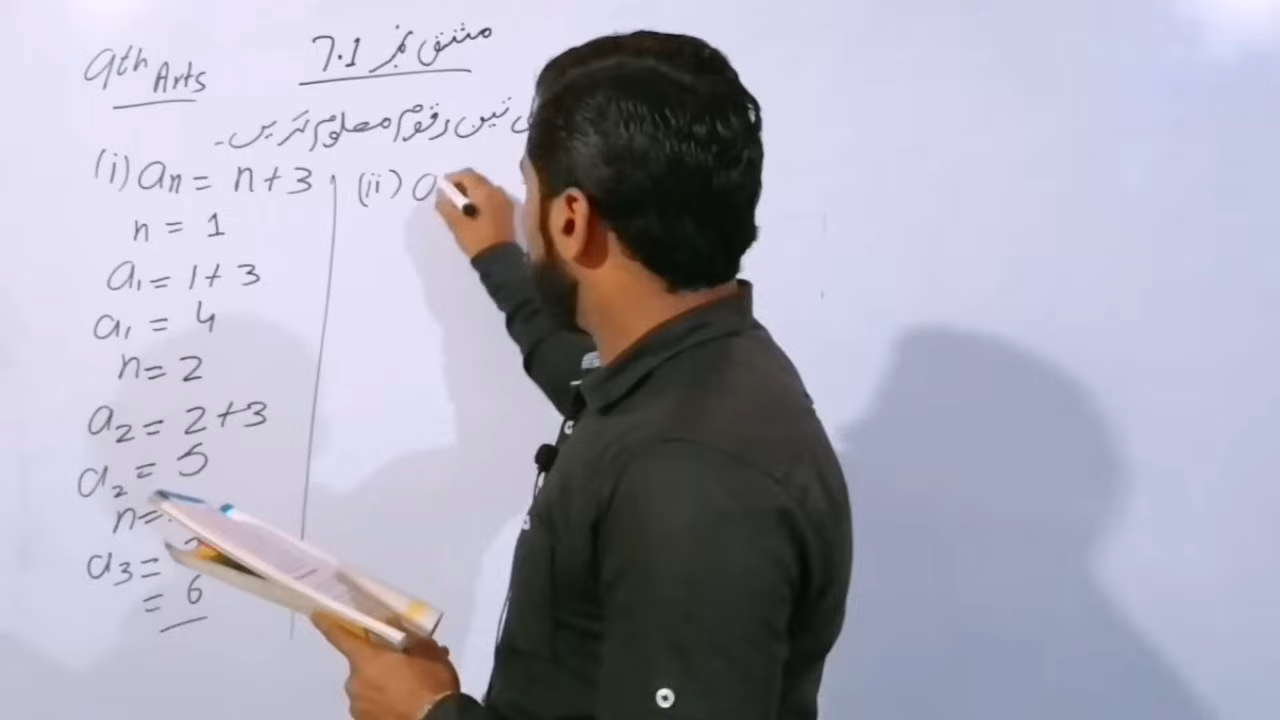 9th Arts
مشق نمبر 7.1
تین رقوم معلوم کریں۔
(i) an = n+3
n = 1
a1 = 1+3
a1 = 4
n = 2
a2 = 2+3
a2 = 5
n =
a3 =
= 6
(ii) a